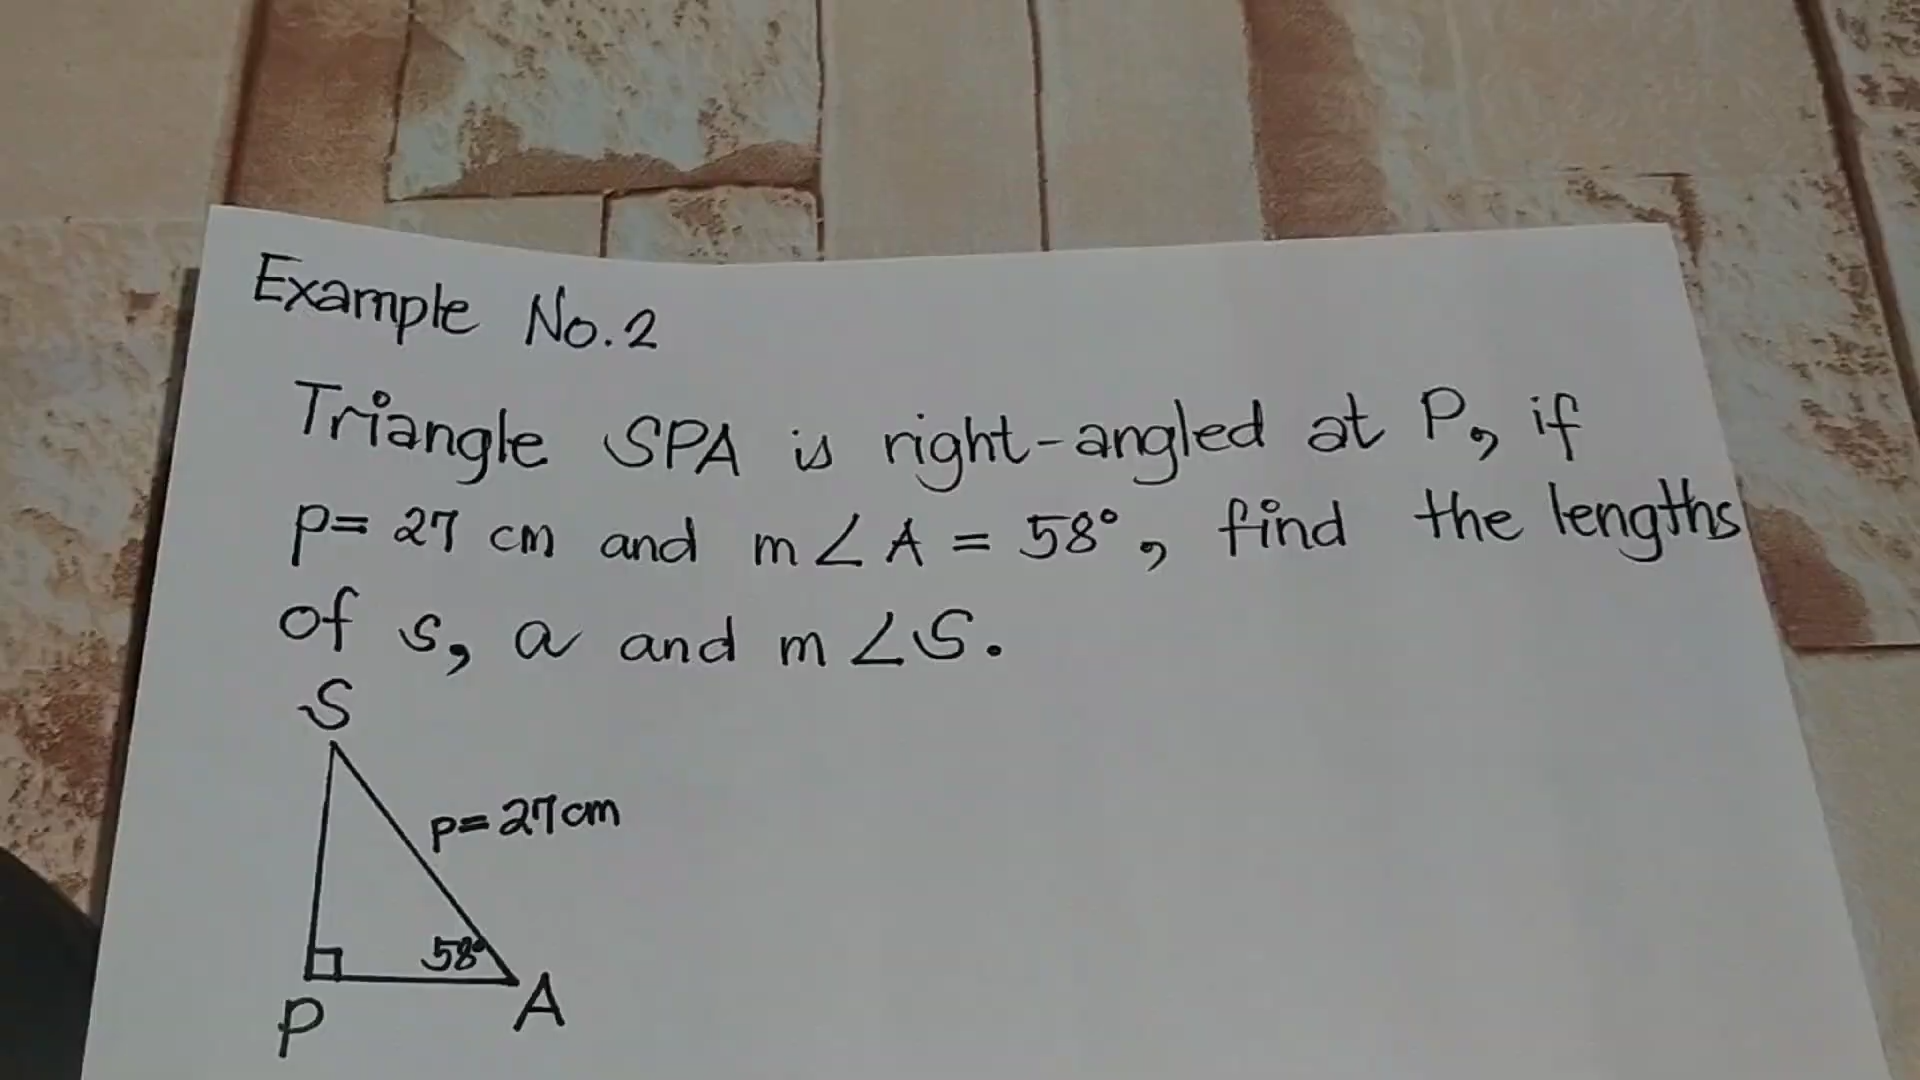 Example No.2
Triangle SPA is right-angled at P, if
p= 27 cm and m∠A = 58°, find the lengths
of s, a and m∠S.
S
p= 27cm
58°
P A